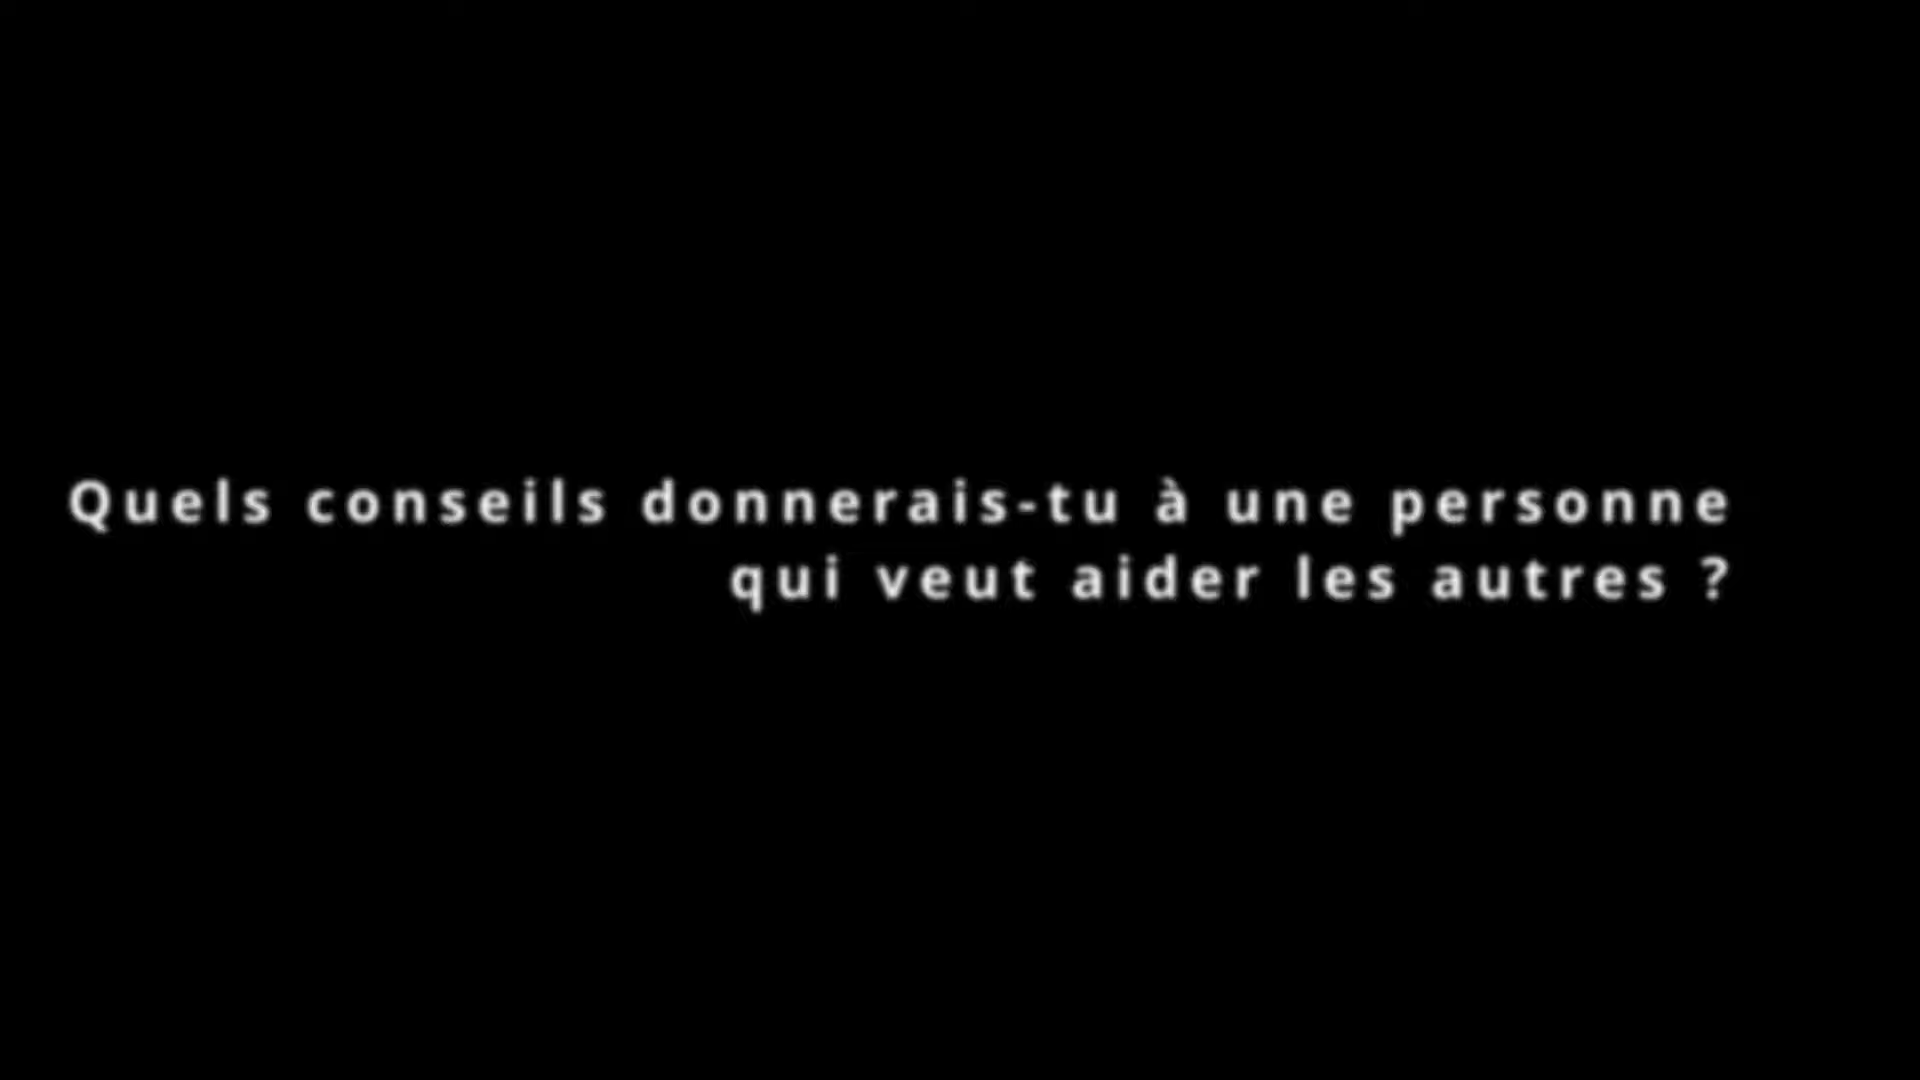 Quels conseils donnerais-tu à une personne
qui veut aider les autres ?